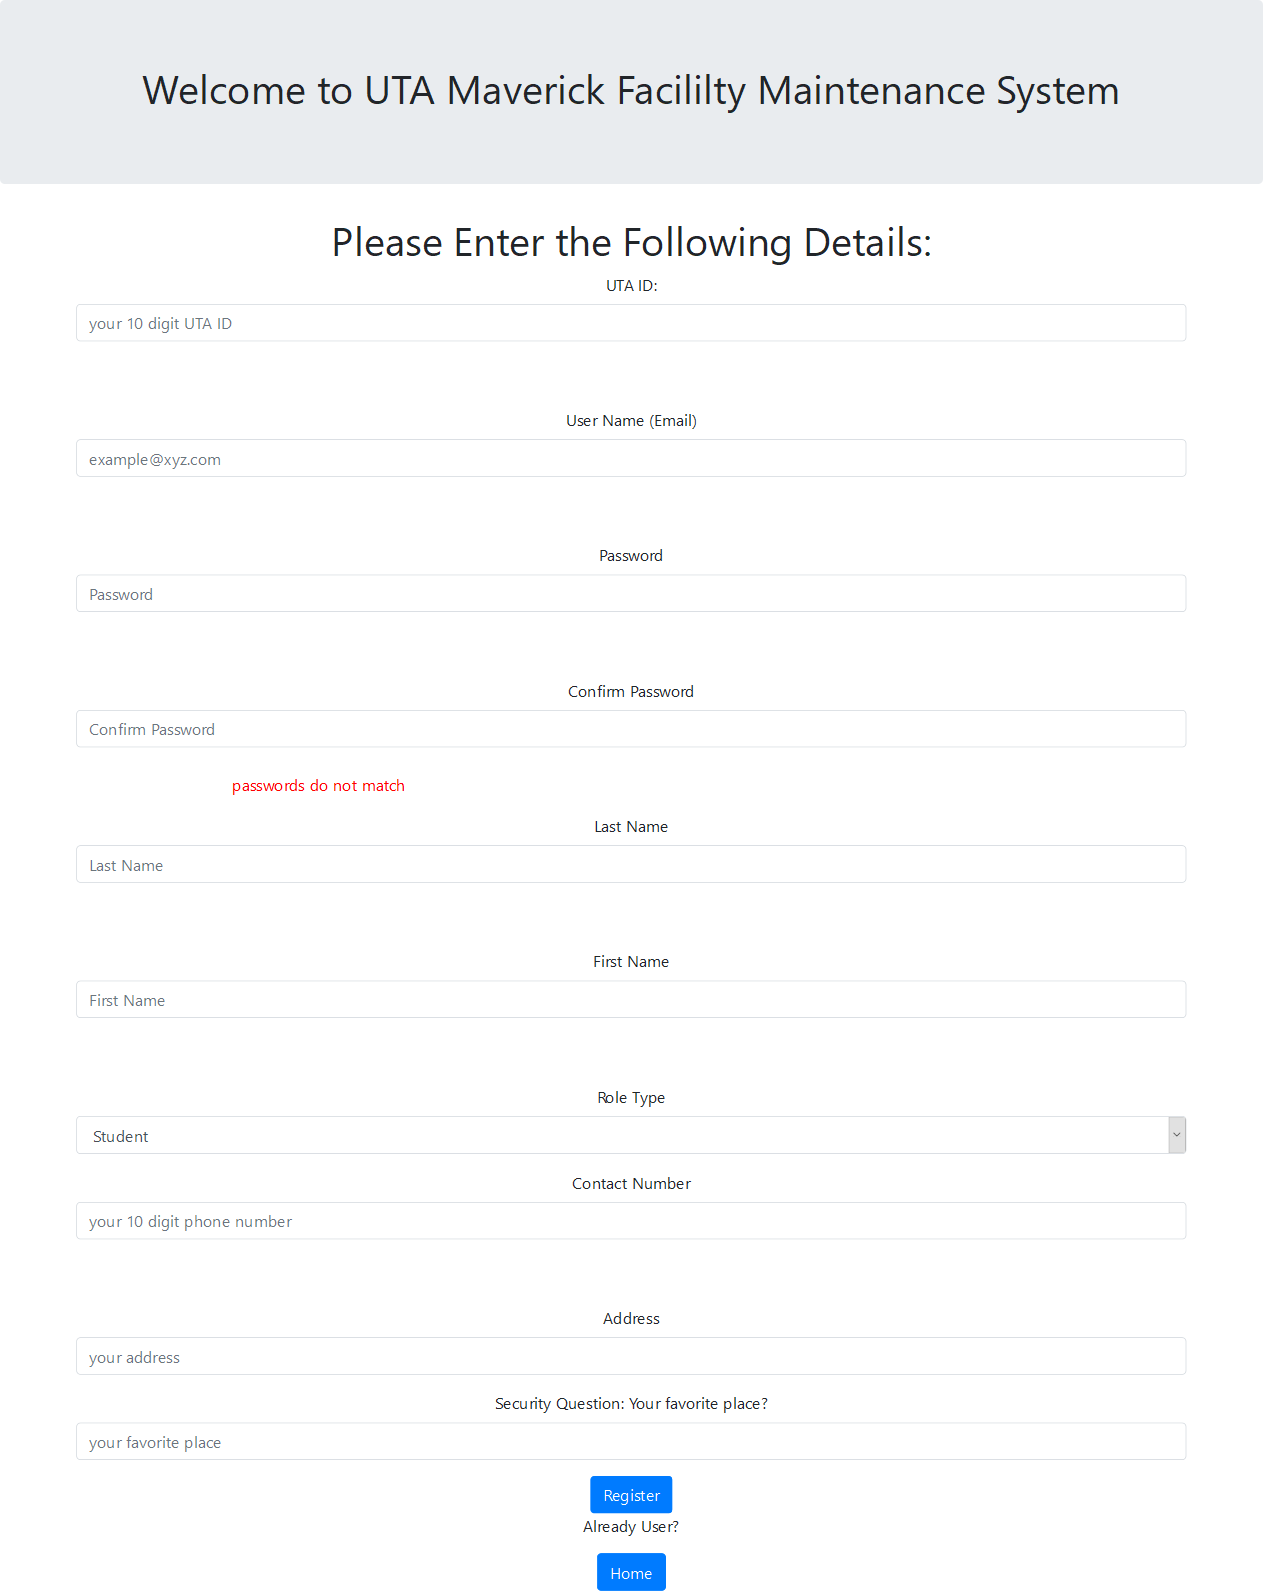 Welcome to UTA Maverick Facililty Maintenance System
Please Enter the Following Details:
UTA ID:
your 10 digit UTA ID
User Name (Email)
example@xyz.com
Password
Password
Confirm Password
Confirm Password
passwords do not match
Last Name
Last Name
First Name
First Name
Role Type
Student
Contact Number
your 10 digit phone number
Address
your address
Security Question: Your favorite place?
your favorite place
Register
Already User?
Home